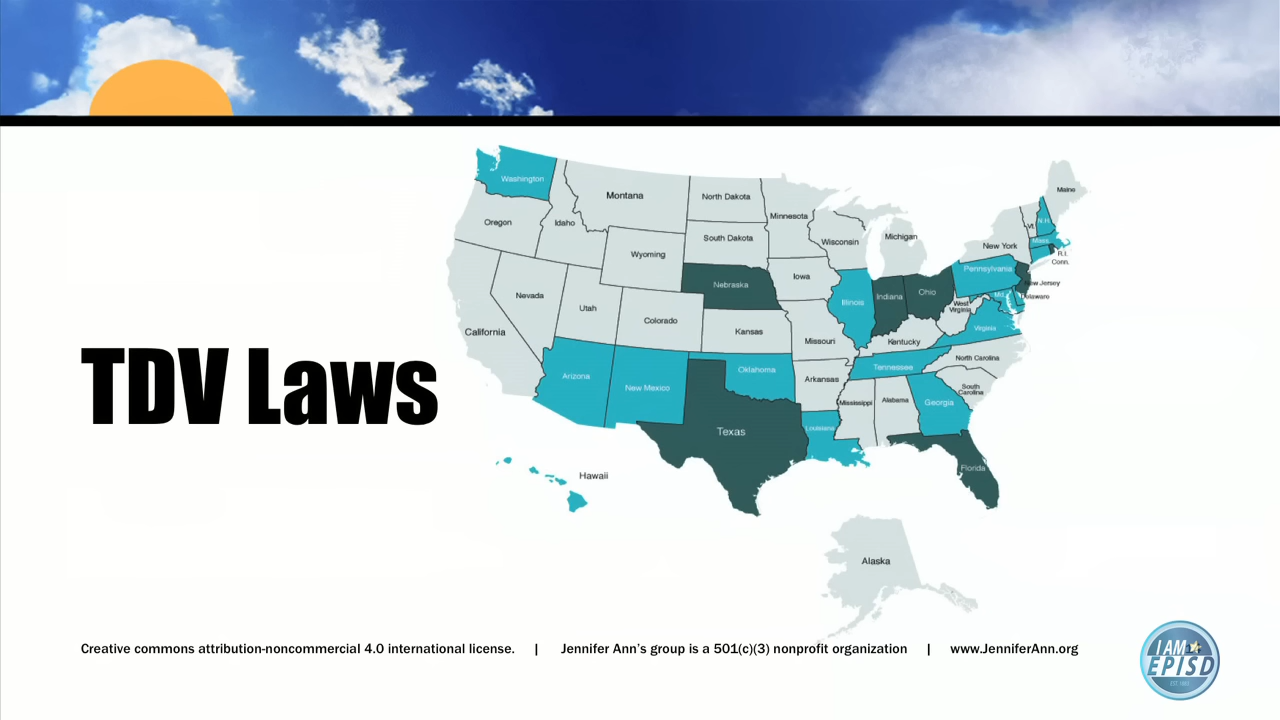 Washington
Montana
North Dakota
Minnesota
Maine
Oregon
Idaho
South Dakota
Wisconsin
Michigan
Vt.
N.H.
New York
Mass.
R.I.
Conn.
Wyoming
Nebraska
Iowa
Pennsylvania
New Jersey
Nevada
Utah
Colorado
Illinois
Indiana
Ohio
Md.
Delaware
West
Virginia
California
Kansas
Missouri
Kentucky
Virginia
TDV Laws
Arizona
New Mexico
Oklahoma
Arkansas
Tennessee
North Carolina
South
Carolina
Texas
Louisiana
Mississippi
Alabama
Georgia
Florida
Hawaii
Alaska
Creative commons attribution-noncommercial 4.0 international license. | Jennifer Ann's group is a 501(c)(3) nonprofit organization | www.JenniferAnn.org
I AM
EPISD